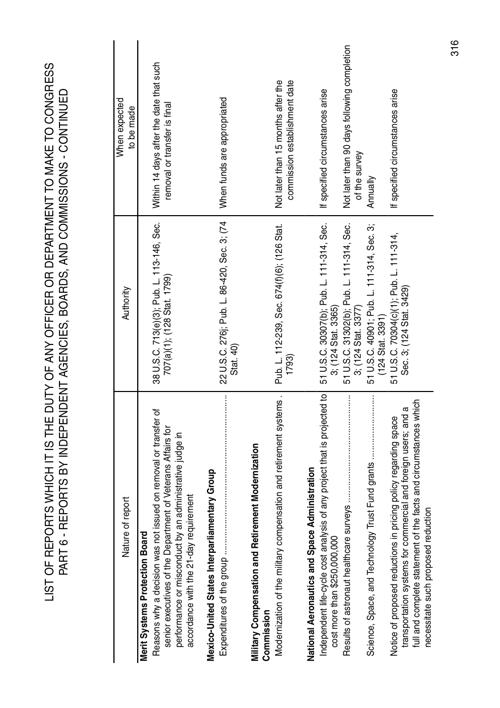 LIST OF REPORTS WHICH IT IS THE DUTY OF ANY OFFICER OR DEPARTMENT TO MAKE TO CONGRESS
PART 6 - REPORTS BY INDEPENDENT AGENCIES, BOARDS, AND COMMISSIONS - CONTINUED
Nature of report
Authority
When expected
to be made
Merit Systems Protection Board
Reasons why a decision was not issued on removal or transfer of
senior executives of the Department of Veterans Affairs for
performance or misconduct by an administrative judge in
accordance with the 21-day requirement
38 U.S.C. 713(e)(3); Pub. L. 113-146, Sec.
707(a)(1); (128 Stat. 1799)
Within 14 days after the date that such
removal or transfer is final
Mexico-United States Interparliamentary Group
Expenditures of the group ........................................................
22 U.S.C. 276j; Pub. L. 86-420, Sec. 3; (74
Stat. 40)
When funds are appropriated
Military Compensation and Retirement Modernization
Commission
Modernization of the military compensation and retirement systems .
Pub. L. 112-239, Sec. 674(f)(6); (126 Stat.
1793)
Not later than 15 months after the
commission establishment date
National Aeronautics and Space Administration
Independent life-cycle cost analysis of any project that is projected to
cost more than $250,000,000
51 U.S.C. 30307(b); Pub. L. 111-314, Sec.
3; (124 Stat. 3365)
If specified circumstances arise
Results of astronaut healthcare surveys ....................................
51 U.S.C. 31302(b); Pub. L. 111-314, Sec.
3; (124 Stat. 3377)
Not later than 90 days following completion
of the survey
Science, Space, and Technology Trust Fund grants ......................
51 U.S.C. 40901; Pub. L. 111-314, Sec. 3;
(124 Stat. 3391)
Annually
Notice of proposed reductions in pricing policy regarding space
transportation systems for commercial and foreign users; and a
full and complete statement of the facts and circumstances which
necessitate such proposed reduction
51 U.S.C. 70304(c)(1); Pub. L. 111-314,
Sec. 3; (124 Stat. 3429)
If specified circumstances arise
316